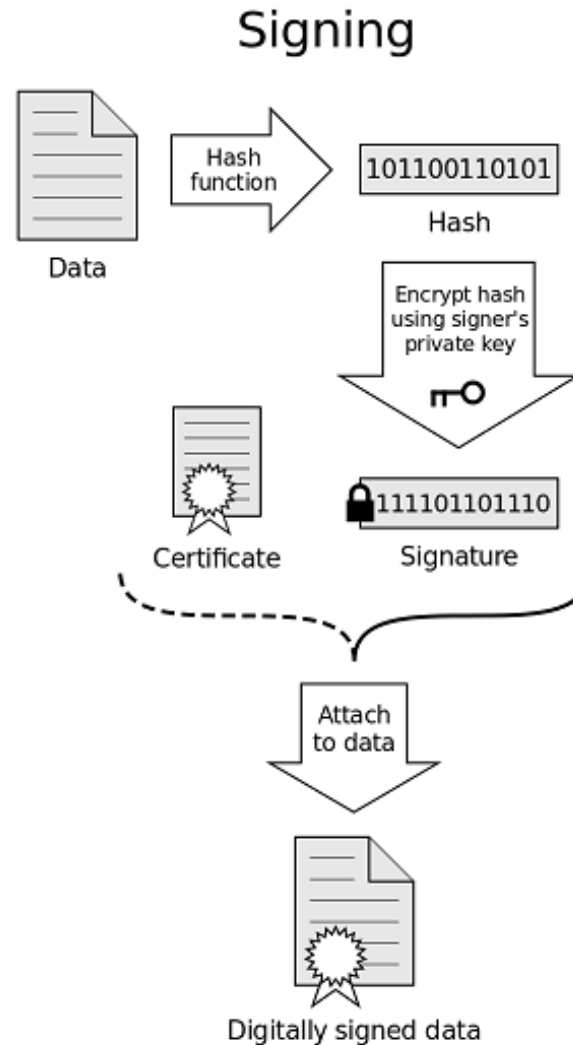 Signing
Hash
function
101100110101
Hash
Data
Encrypt hash
using signer's
private key
111101101110
Certificate
Signature
Attach
to data
Digitally signed data